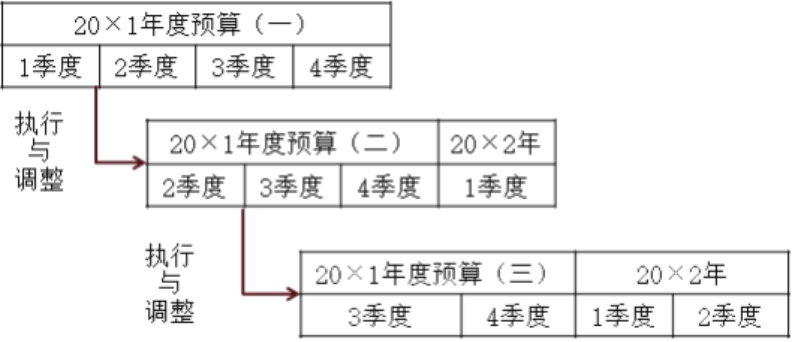 20×1年度预算（一）
1季度 2季度 3季度 4季度
执行
与
调整
20×1年度预算（二） 20×2年
2季度 3季度 4季度 1季度
执行
与
调整
20×1年度预算（三） 20×2年
3季度 4季度 1季度 2季度